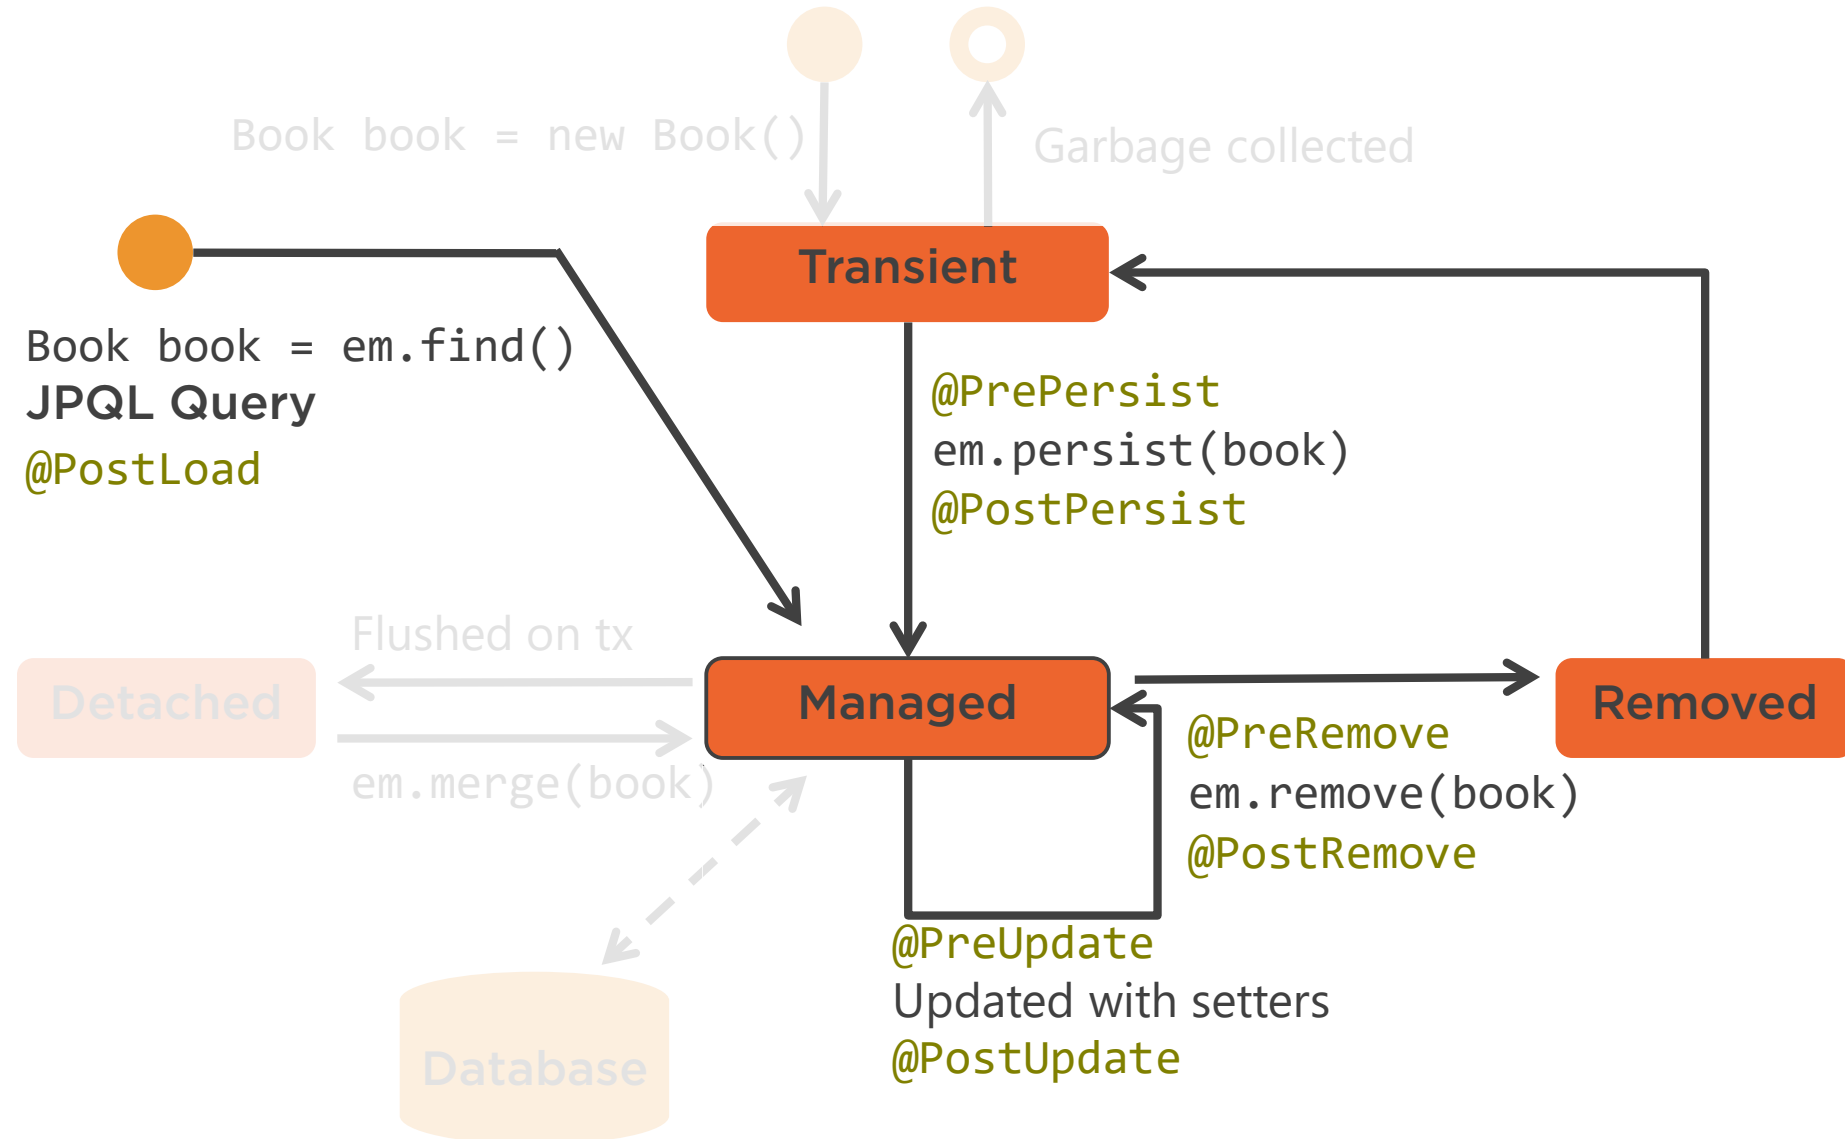 Book book = new Book()
Garbage collected
Transient
Book book = em.find()
JPQL Query
@PostLoad
@PrePersist
em.persist(book)
@PostPersist
Flushed on tx
Detached
Managed
Removed
em.merge(book)
@PreRemove
em.remove(book)
@PostRemove
@PreUpdate
Updated with setters
@PostUpdate
Database